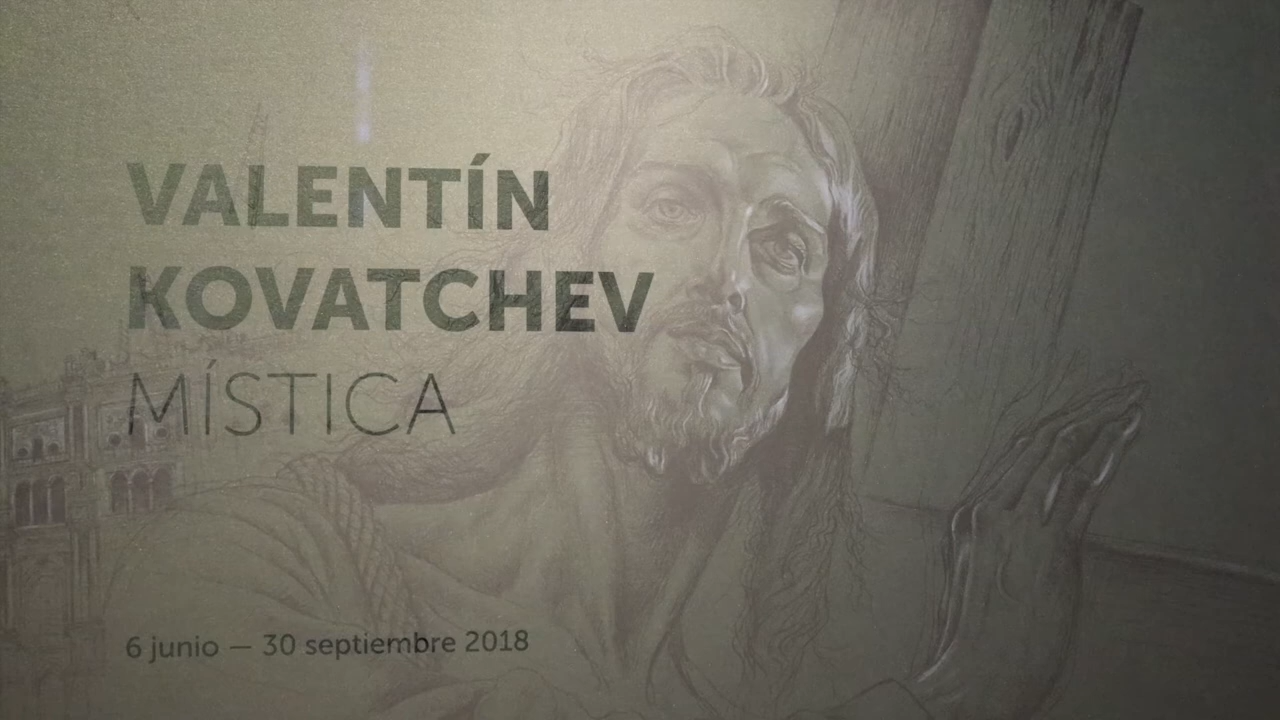 VALENTÍN
KOVATCHEV
MÍSTICA
6 junio — 30 septiembre 2018